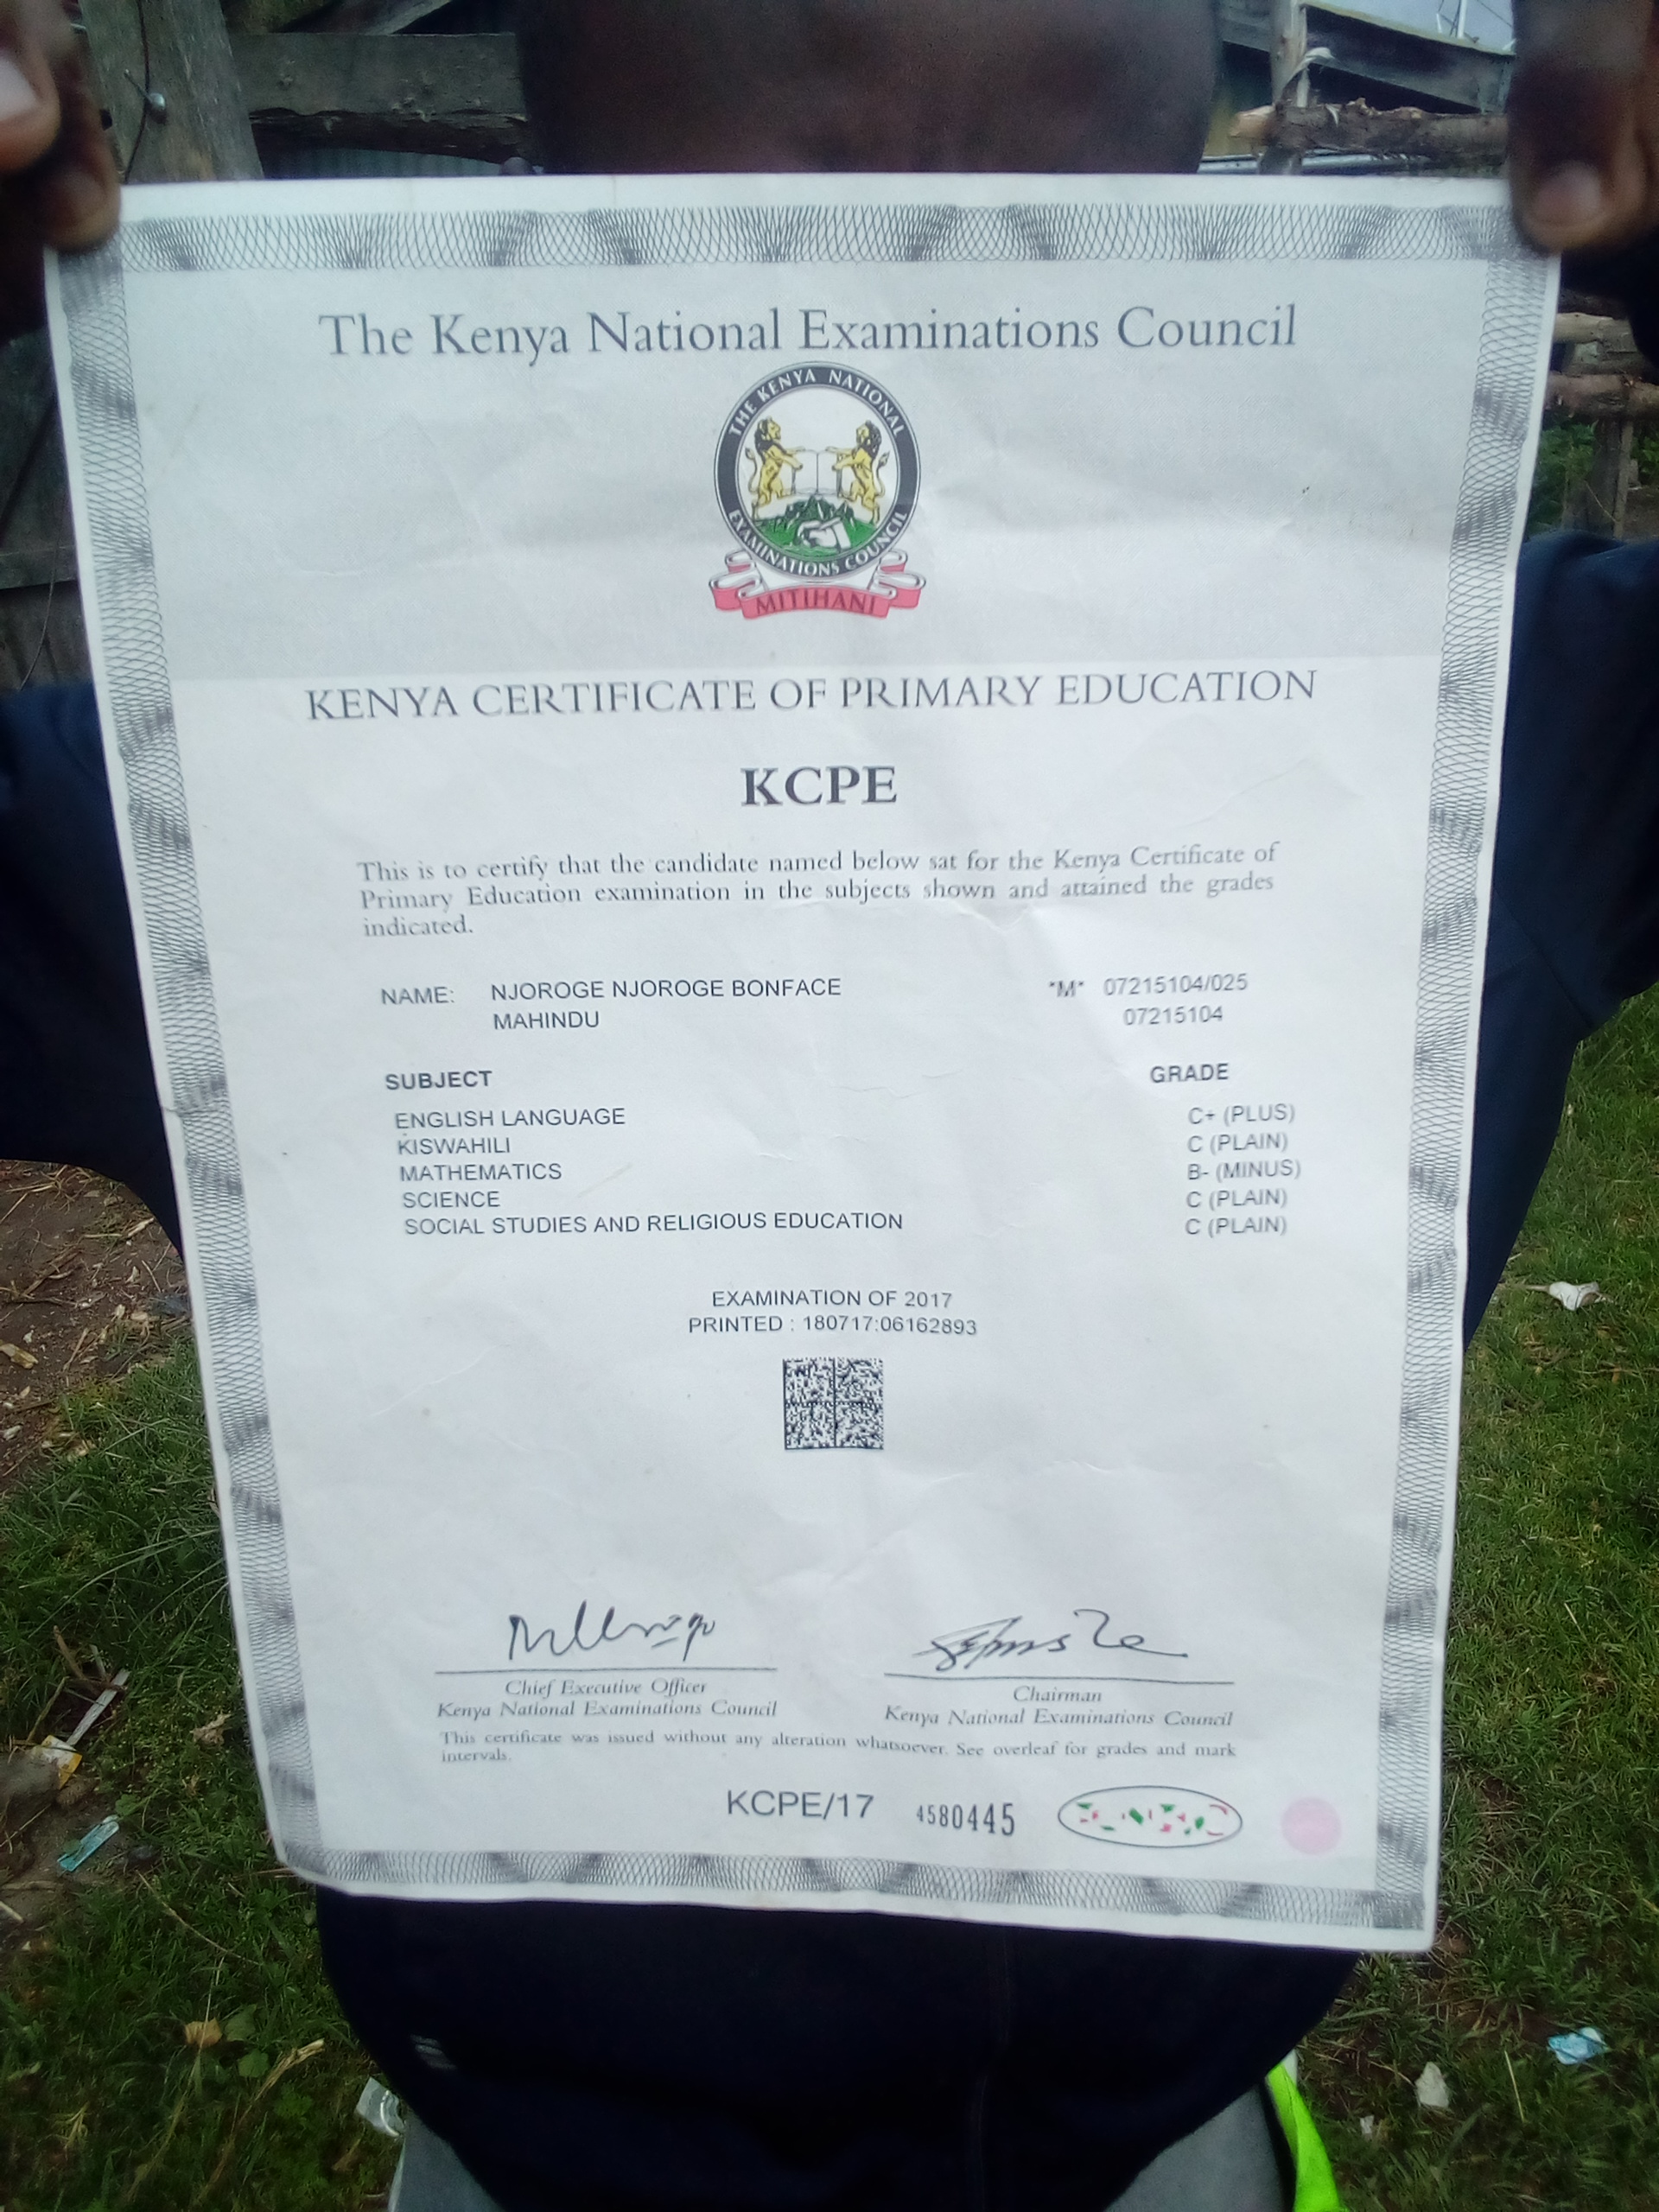 The Kenya National Examinations Council
THE KENYA NATIONAL
EXAMINATIONS COUNCIL
MITIHANI
KENYA CERTIFICATE OF PRIMARY EDUCATION
KCPE
This is to certify that the candidate named below sat for the Kenya Certificate of
Primary Education examination in the subjects shown and attained the grades
indicated.
NAME: NJOROGE NJOROGE BONFACE *M* 07215104/025
MAHINDU 07215104
SUBJECT GRADE
ENGLISH LANGUAGE C+ (PLUS)
KISWAHILI C (PLAIN)
MATHEMATICS B- (MINUS)
SCIENCE C (PLAIN)
SOCIAL STUDIES AND RELIGIOUS EDUCATION C (PLAIN)
EXAMINATION OF 2017
PRINTED : 180717:06162893
Chief Executive Officer Chairman
Kenya National Examinations Council Kenya National Examinations Council
This certificate was issued without any alteration whatsoever. See overleaf for grades and mark
intervals.
KCPE/17 4580445